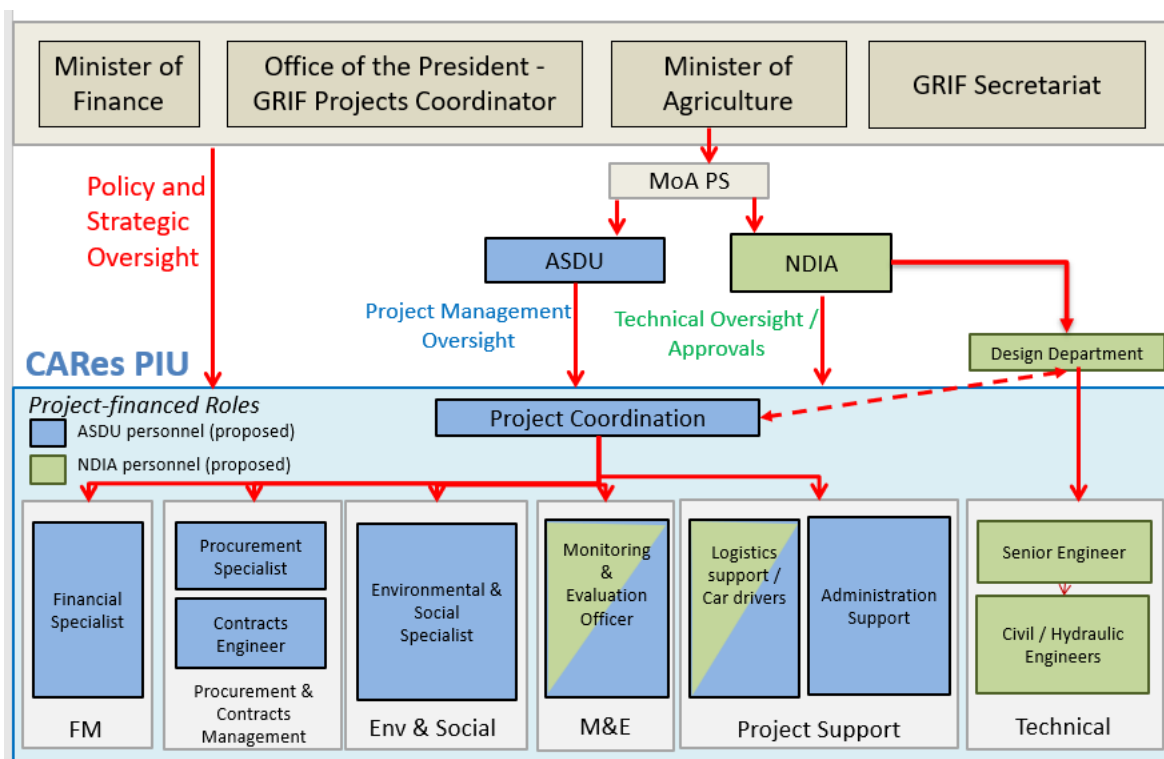 Minister of
Finance
Office of the President -
GRIF Projects Coordinator
Minister of
Agriculture
GRIF Secretariat
Policy and
Strategic
Oversight
MoA PS
ASDU
NDIA
Project Management
Oversight
Technical Oversight /
Approvals
Design Department
CARes PIU
Project-financed Roles
ASDU personnel (proposed)
NDIA personnel (proposed)
Project Coordination
Financial
Specialist
FM
Procurement
Specialist
Contracts
Engineer
Procurement &
Contracts
Management
Environmental &
Social
Specialist
Env & Social
Monitoring
&
Evaluation
Officer
M&E
Logistics
support /
Car drivers
Administration
Support
Project Support
Senior Engineer
Civil / Hydraulic
Engineers
Technical